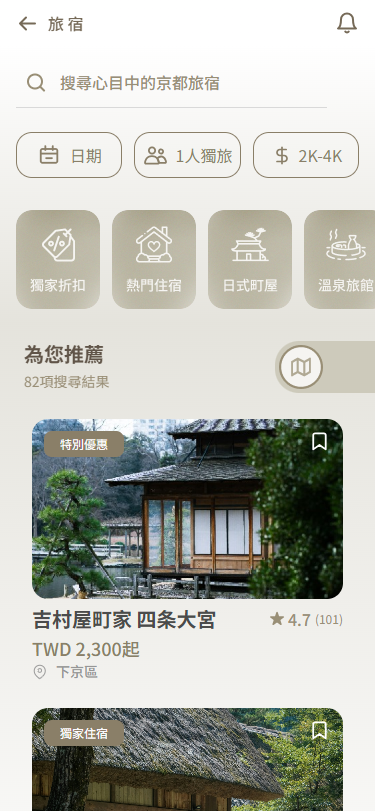 旅宿
搜尋心目中的京都旅宿
日期
1人獨旅
2K-4K
獨家折扣
熱門住宿
日式町屋
溫泉旅館
為您推薦
82項搜尋結果
特別優惠
吉村屋町家 四条大宮
4.7 (101)
TWD 2,300起
下京區
獨家住宿